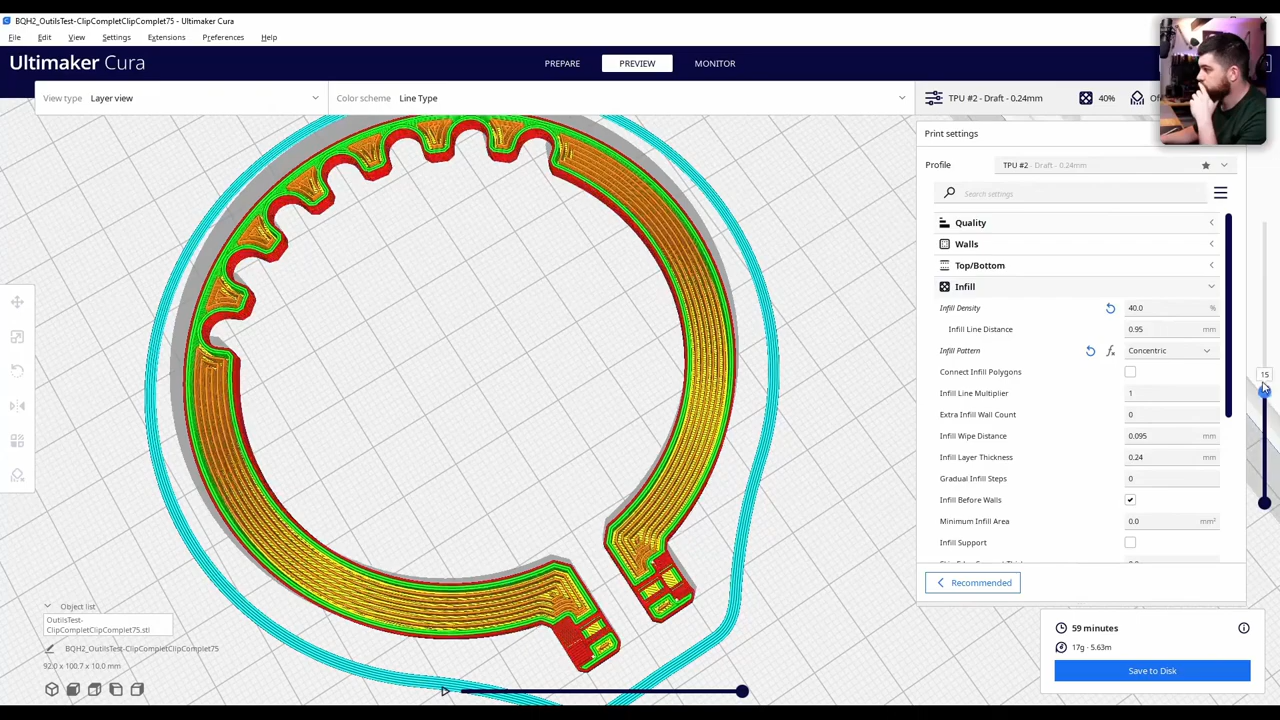 BQH2_OutilsTest-ClipCompletClipComplet75 - Ultimaker Cura
File Edit View Settings Extensions Preferences Help
Ultimaker Cura PREPARE PREVIEW MONITOR
View type Layer view Color scheme Line Type TPU #2 - Draft - 0.24mm 40%
Print settings
Profile TPU #2 - Draft - 0.24mm
Search settings
Quality
Walls
Top/Bottom
Infill
Infill Density 40.0 %
Infill Line Distance 0.95 mm
Infill Pattern Concentric
Connect Infill Polygons
Infill Line Multiplier 1
Extra Infill Wall Count 0
Infill Wipe Distance 0.095 mm
Infill Layer Thickness 0.24 mm
Gradual Infill Steps 0
Infill Before Walls
Minimum Infill Area 0.0 mm²
Infill Support
15
Recommended
Object list
OutilsTest-
ClipCompletClipComplet75.stl
BQH2_OutilsTest-ClipCompletClipComplet75
92.0 x 100.7 x 10.0 mm
59 minutes
17g · 5.63m
Save to Disk